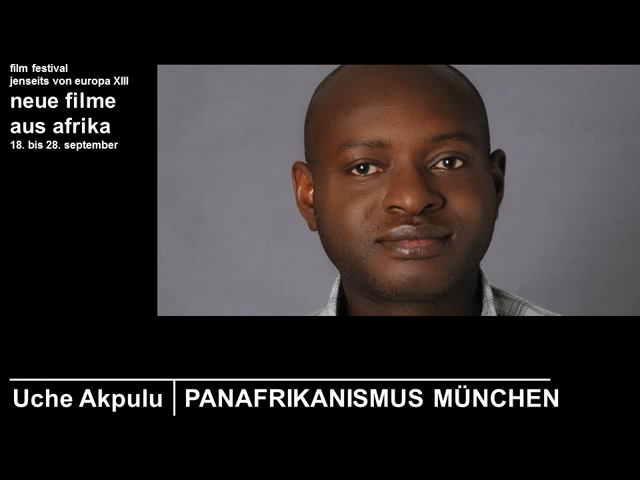 film festival
jenseits von europa XIII
neue filme
aus afrika
18. bis 28. september
Uche Akpulu | PANAFRIKANISMUS MÜNCHEN